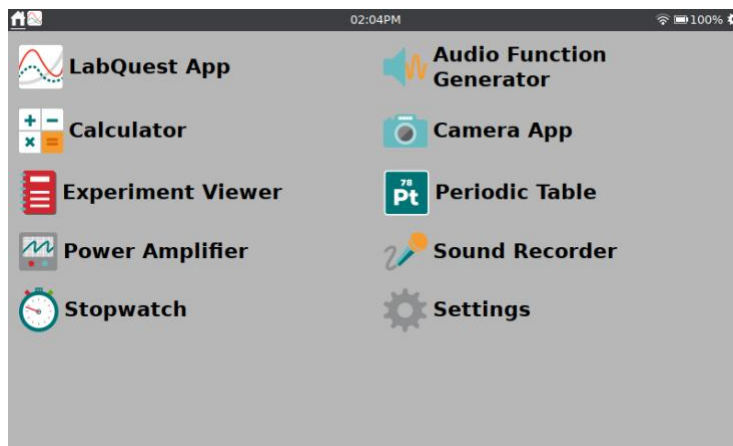 02:04PM
100%
LabQuest App
Audio Function
Generator
+ −
× =
Calculator
Camera App
Experiment Viewer
78
Pt
Periodic Table
Power Amplifier
Sound Recorder
Stopwatch
Settings